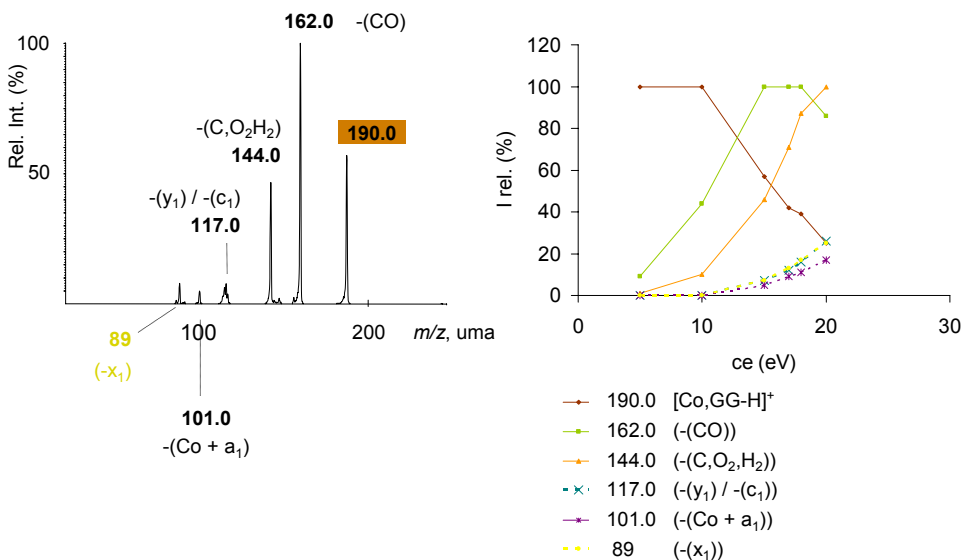 162.0 -(CO)
100
Rel. Int. (%)
-(C,O₂H₂)
144.0
190.0
50
-(y₁) / -(c₁)
117.0
89
(-x₁)
100
200
m/z, uma
101.0
-(Co + a₁)
120
100
80
60
40
20
0
I rel. (%)
0
10
20
30
ce (eV)
190.0 [Co,GG-H]⁺
162.0 (-(CO))
144.0 (-(C,O₂,H₂))
117.0 (-(y₁) / -(c₁))
101.0 (-(Co + a₁))
89 (-(x₁))